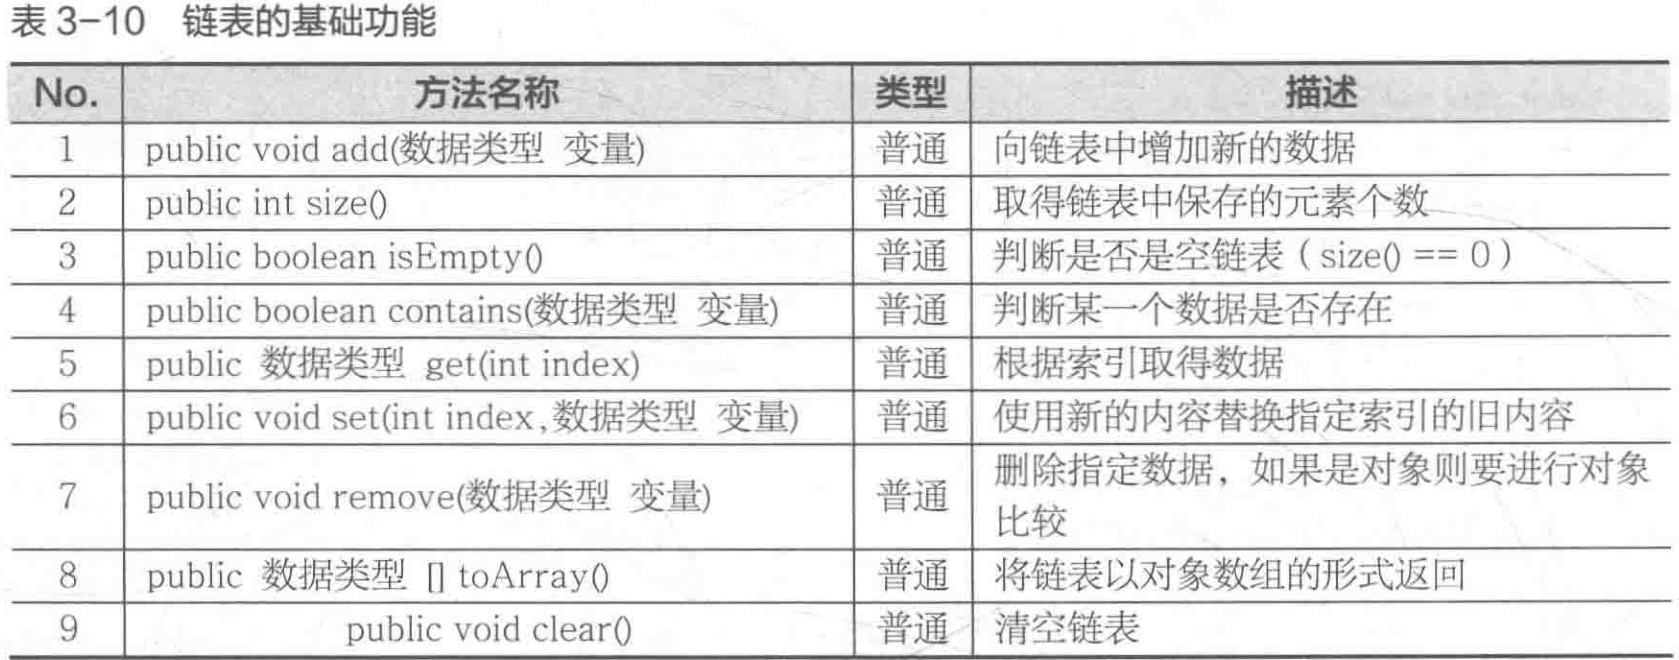 表 3-10 链表的基础功能
No. 方法名称 类型 描述
1 public void add(数据类型 变量) 普通 向链表中增加新的数据
2 public int size() 普通 取得链表中保存的元素个数
3 public boolean isEmpty() 普通 判断是否是空链表（size() == 0）
4 public boolean contains(数据类型 变量) 普通 判断某一个数据是否存在
5 public 数据类型 get(int index) 普通 根据索引取得数据
6 public void set(int index,数据类型 变量) 普通 使用新的内容替换指定索引的旧内容
7 public void remove(数据类型 变量) 普通 删除指定数据，如果是对象则要进行对象
比较
8 public 数据类型 [] toArray() 普通 将链表以对象数组的形式返回
9 public void clear() 普通 清空链表